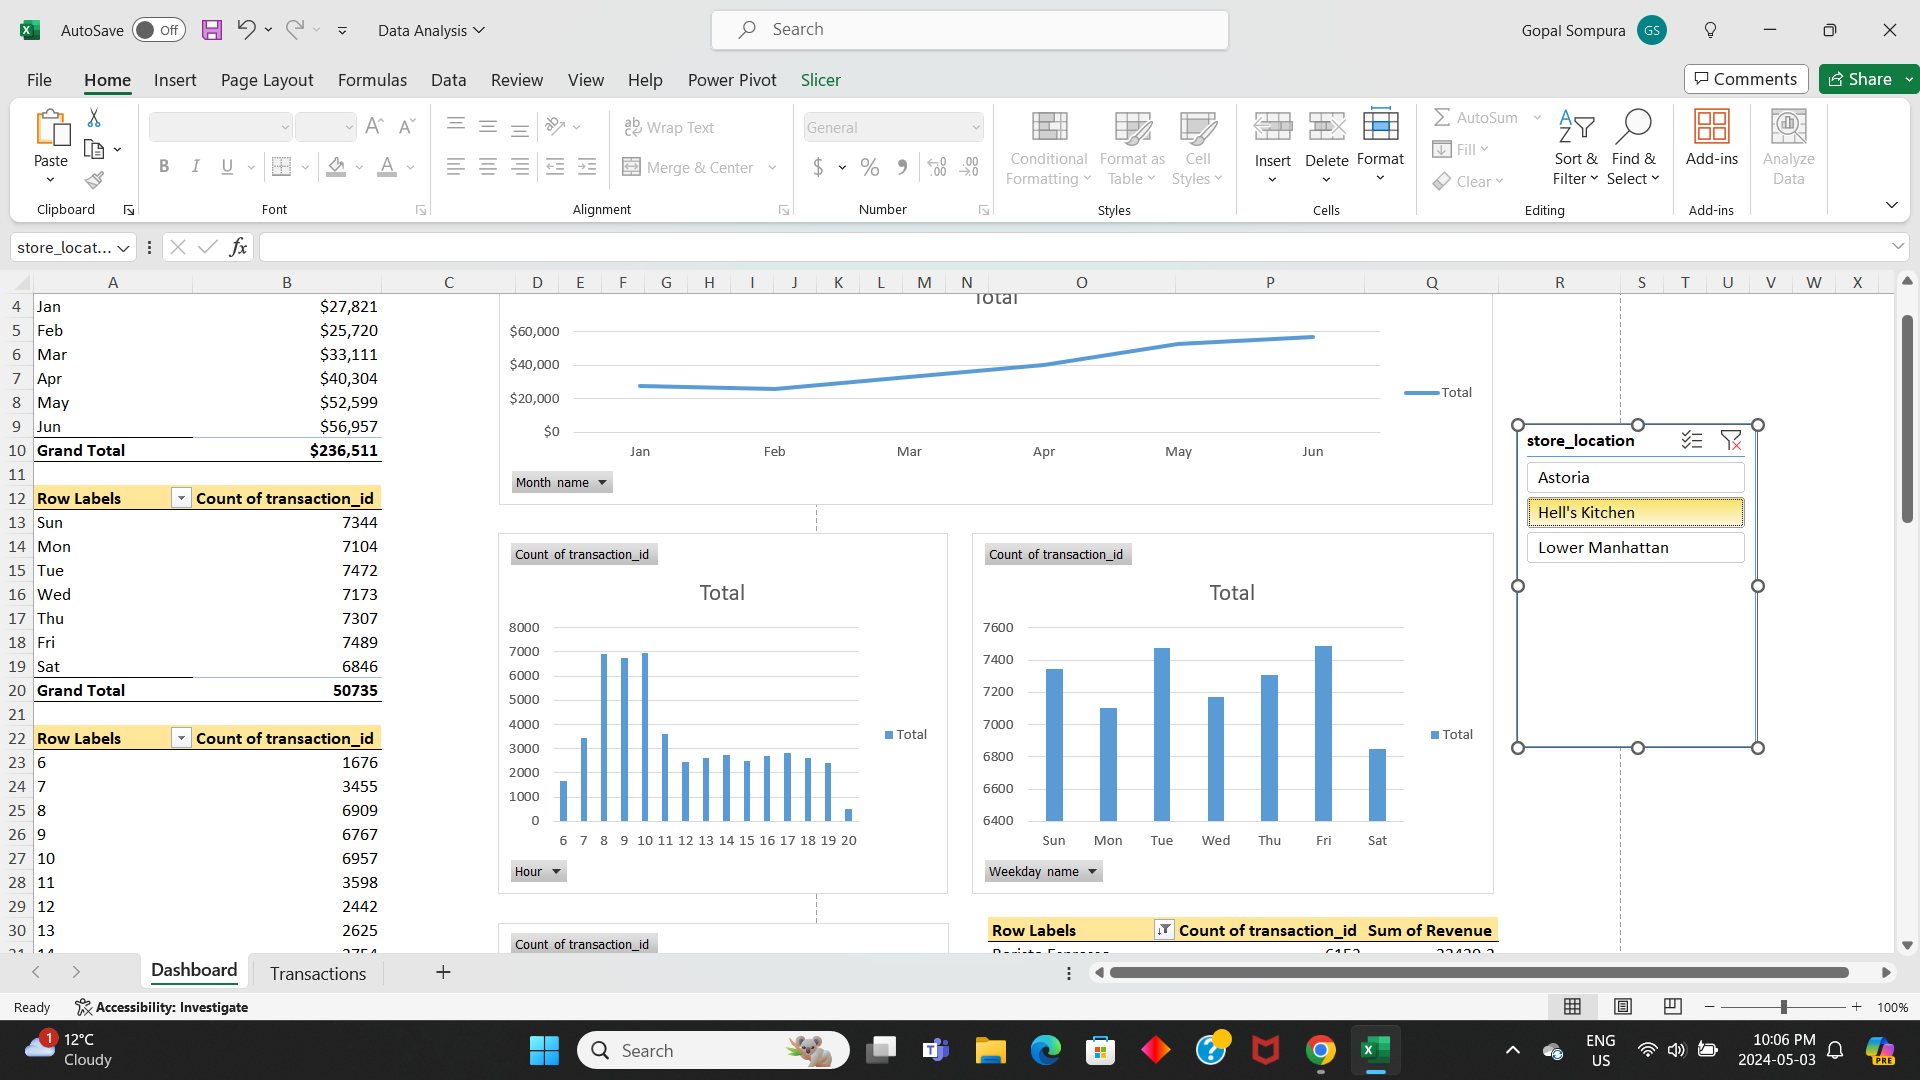 AutoSave Off Data Analysis Search Gopal Sompura GS
File Home Insert Page Layout Formulas Data Review View Help Power Pivot Slicer Comments Share
Paste
Clipboard
B I U A
Font
ab Wrap Text
Merge & Center
Alignment
General
$ % 9 .00
Number
Conditional Formatting
Format as Table
Cell Styles
Styles
Insert Delete Format
Cells
AutoSum
Fill
Clear
Sort & Filter
Find & Select
Editing
Add-ins
Add-ins
Analyze Data
store_locat... fx
A B C D E F G H I J K L M N O P Q R S T U V W X
4 Jan $27,821
5 Feb $25,720
6 Mar $33,111
7 Apr $40,304
8 May $52,599
9 Jun $56,957
10 Grand Total $236,511
11
12 Row Labels Count of transaction_id
13 Sun 7344
14 Mon 7104
15 Tue 7472
16 Wed 7173
17 Thu 7307
18 Fri 7489
19 Sat 6846
20 Grand Total 50735
21
22 Row Labels Count of transaction_id
23 6 1676
24 7 3455
25 8 6909
26 9 6767
27 10 6957
28 11 3598
29 12 2442
30 13 2625
Total
$60,000
$40,000
$20,000
$0
Jan Feb Mar Apr May Jun
Total
Month name
Count of transaction_id
Total
8000
7000
6000
5000
4000
3000
2000
1000
0
6 7 8 9 10 11 12 13 14 15 16 17 18 19 20
Total
Hour
Count of transaction_id
Total
7600
7400
7200
7000
6800
6600
6400
Sun Mon Tue Wed Thu Fri Sat
Total
Weekday name
store_location
Astoria
Hell's Kitchen
Lower Manhattan
Count of transaction_id
Row Labels Count of transaction_id Sum of Revenue
Dashboard Transactions
Ready Accessibility: Investigate 100%
1 12°C
Cloudy
Search
PRE
ENG
US
10:06 PM
2024-05-03